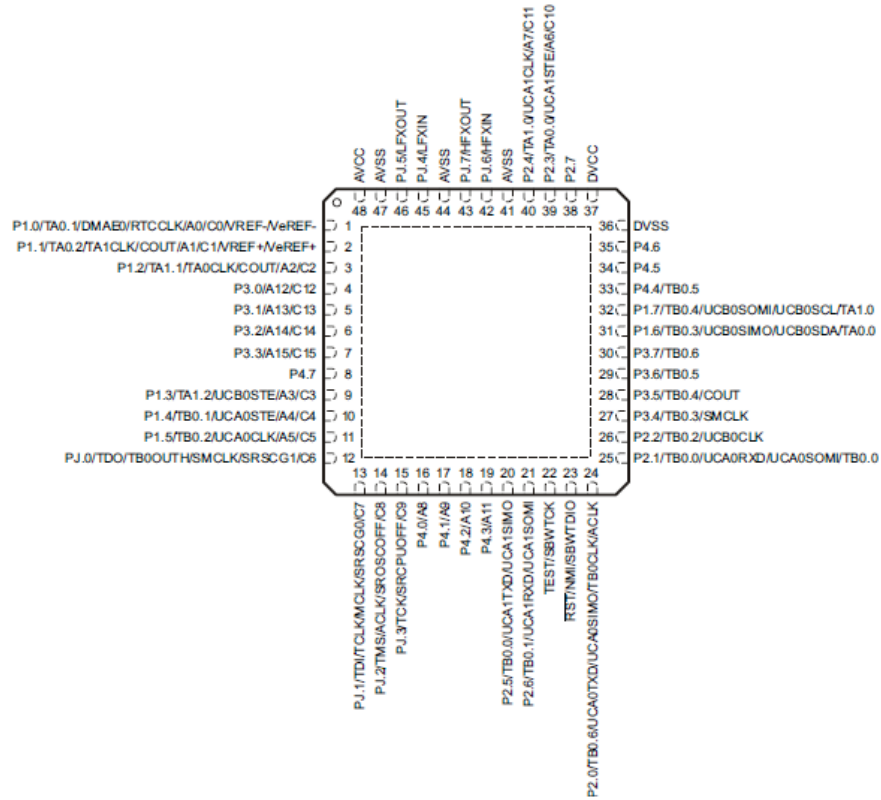 P2.4/TA1.0/UCA1CLK/A7/C11
P2.3/TA0.0/UCA1STE/A6/C10
AVCC
AVSS
PJ.5/LFXOUT
PJ.4/LFXIN
AVSS
PJ.7/HFXOUT
PJ.6/HFXIN
AVSS
P2.7
DVCC
48 47 46 45 44 43 42 41 40 39 38 37
P1.0/TA0.1/DMAE0/RTCCLK/A0/C0/VREF-/VeREF- 1
P1.1/TA0.2/TA1CLK/COUT/A1/C1/VREF+/VeREF+ 2
P1.2/TA1.1/TA0CLK/COUT/A2/C2 3
P3.0/A12/C12 4
P3.1/A13/C13 5
P3.2/A14/C14 6
P3.3/A15/C15 7
P4.7 8
P1.3/TA1.2/UCB0STE/A3/C3 9
P1.4/TB0.1/UCA0STE/A4/C4 10
P1.5/TB0.2/UCA0CLK/A5/C5 11
PJ.0/TDO/TB0OUTH/SMCLK/SRSCG1/C6 12
36 DVSS
35 P4.6
34 P4.5
33 P4.4/TB0.5
32 P1.7/TB0.4/UCB0SOMI/UCB0SCL/TA1.0
31 P1.6/TB0.3/UCB0SIMO/UCB0SDA/TA0.0
30 P3.7/TB0.6
29 P3.6/TB0.5
28 P3.5/TB0.4/COUT
27 P3.4/TB0.3/SMCLK
26 P2.2/TB0.2/UCB0CLK
25 P2.1/TB0.0/UCA0RXD/UCA0SOMI/TB0.0
13 14 15 16 17 18 19 20 21 22 23 24
PJ.1/TDI/TCLK/MCLK/SRSCG0/C7
PJ.2/TMS/ACLK/SROSCOFF/C8
PJ.3/TCK/SRCPUOFF/C9
P4.0/A8
P4.1/A9
P4.2/A10
P4.3/A11
P2.5/TB0.0/UCA1TXD/UCA1SIMO
P2.6/TB0.1/UCA1RXD/UCA1SOMI
TEST/SBWTCK
RST/NMI/SBWTDIO
P2.0/TB0.6/UCA0TXD/UCA0SIMO/TB0CLK/ACLK